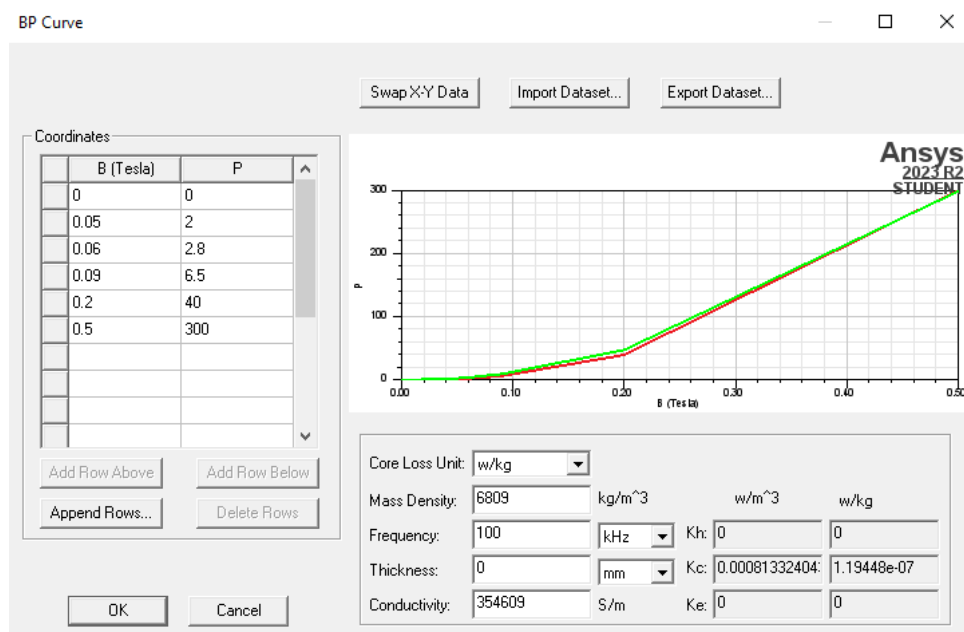 BP Curve
Swap X-Y Data Import Dataset... Export Dataset...
Coordinates
B (Tesla) P
0 0
0.05 2
0.06 2.8
0.09 6.5
0.2 40
0.5 300
Add Row Above Add Row Below
Append Rows... Delete Rows
OK Cancel
Ansys
2023 R2
STUDENT
300
200
100
0
P
0.00 0.10 0.20 0.30 0.40 0.50
B (Tesla)
Core Loss Unit: w/kg
Mass Density: 6809 kg/m^3 w/m^3 w/kg
Frequency: 100 kHz Kh: 0 0
Thickness: 0 mm Kc: 0.00081332404 1.19448e-07
Conductivity: 354609 S/m Ke: 0 0